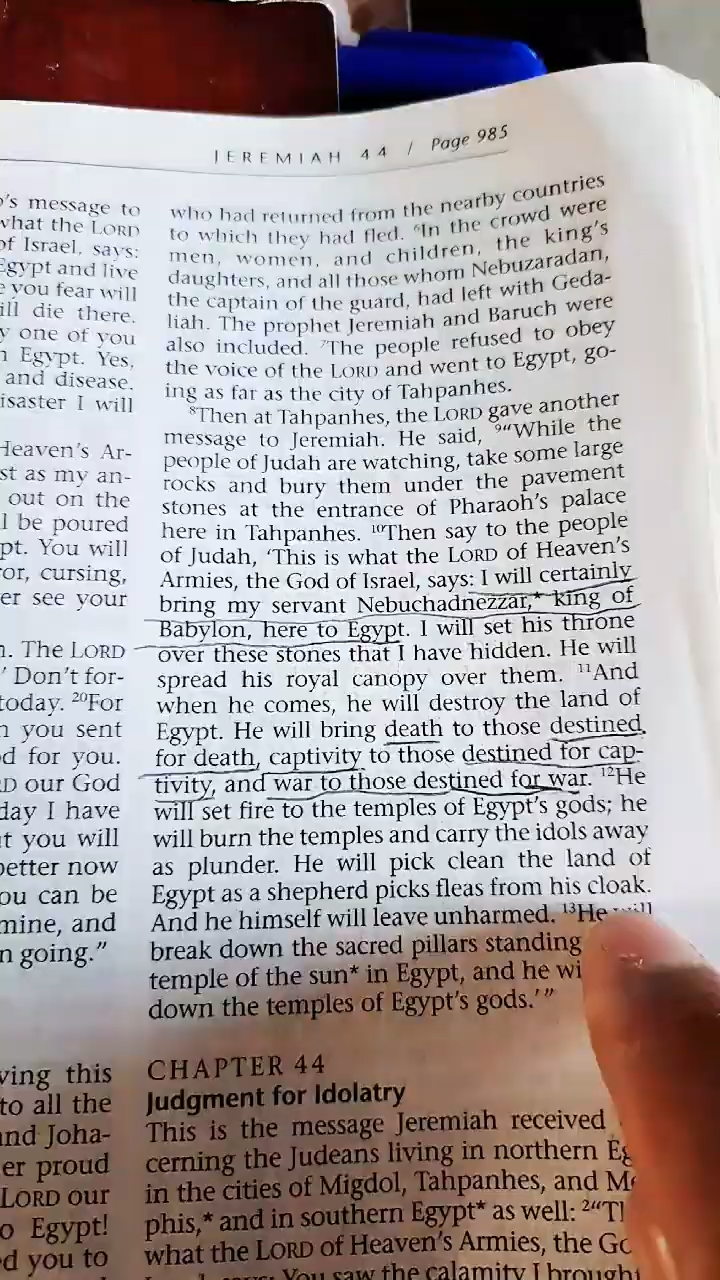 JEREMIAH 44 / Page 985
's message to
what the LORD
of Israel, says:
Egypt and live
you fear will
ill die there.
one of you
Egypt. Yes,
and disease.
isaster I will
Heaven's Ar-
st as my an-
out on the
l be poured
pt. You will
or, cursing,
er see your
. The LORD
' Don't for-
today. ²⁰For
you sent
d for you.
D our God
day I have
t you will
better now
ou can be
mine, and
n going."
ving this
to all the
and Joha-
er proud
LORD our
o Egypt!
ed you to
who had returned from the nearby countries
to which they had fled. ⁶In the crowd were
men, women, and children, the king's
daughters, and all those whom Nebuzaradan,
the captain of the guard, had left with Geda-
liah. The prophet Jeremiah and Baruch were
also included. ⁷The people refused to obey
the voice of the LORD and went to Egypt, go-
ing as far as the city of Tahpanhes.
⁸Then at Tahpanhes, the LORD gave another
message to Jeremiah. He said, ⁹"While the
people of Judah are watching, take some large
rocks and bury them under the pavement
stones at the entrance of Pharaoh's palace
here in Tahpanhes. ¹⁰Then say to the people
of Judah, 'This is what the LORD of Heaven's
Armies, the God of Israel, says: I will certainly
bring my servant Nebuchadnezzar,* king of
Babylon, here to Egypt. I will set his throne
over these stones that I have hidden. He will
spread his royal canopy over them. ¹¹And
when he comes, he will destroy the land of
Egypt. He will bring death to those destined
for death, captivity to those destined for cap-
tivity, and war to those destined for war. ¹²He
will set fire to the temples of Egypt's gods; he
will burn the temples and carry the idols away
as plunder. He will pick clean the land of
Egypt as a shepherd picks fleas from his cloak.
And he himself will leave unharmed. ¹³He will
break down the sacred pillars standing
temple of the sun* in Egypt, and he wi
down the temples of Egypt's gods.'"
CHAPTER 44
Judgment for Idolatry
This is the message Jeremiah received
cerning the Judeans living in northern Eg
in the cities of Migdol, Tahpanhes, and Me
phis,* and in southern Egypt* as well: ²"Tl
what the LORD of Heaven's Armies, the Go
You saw the calamity I brought